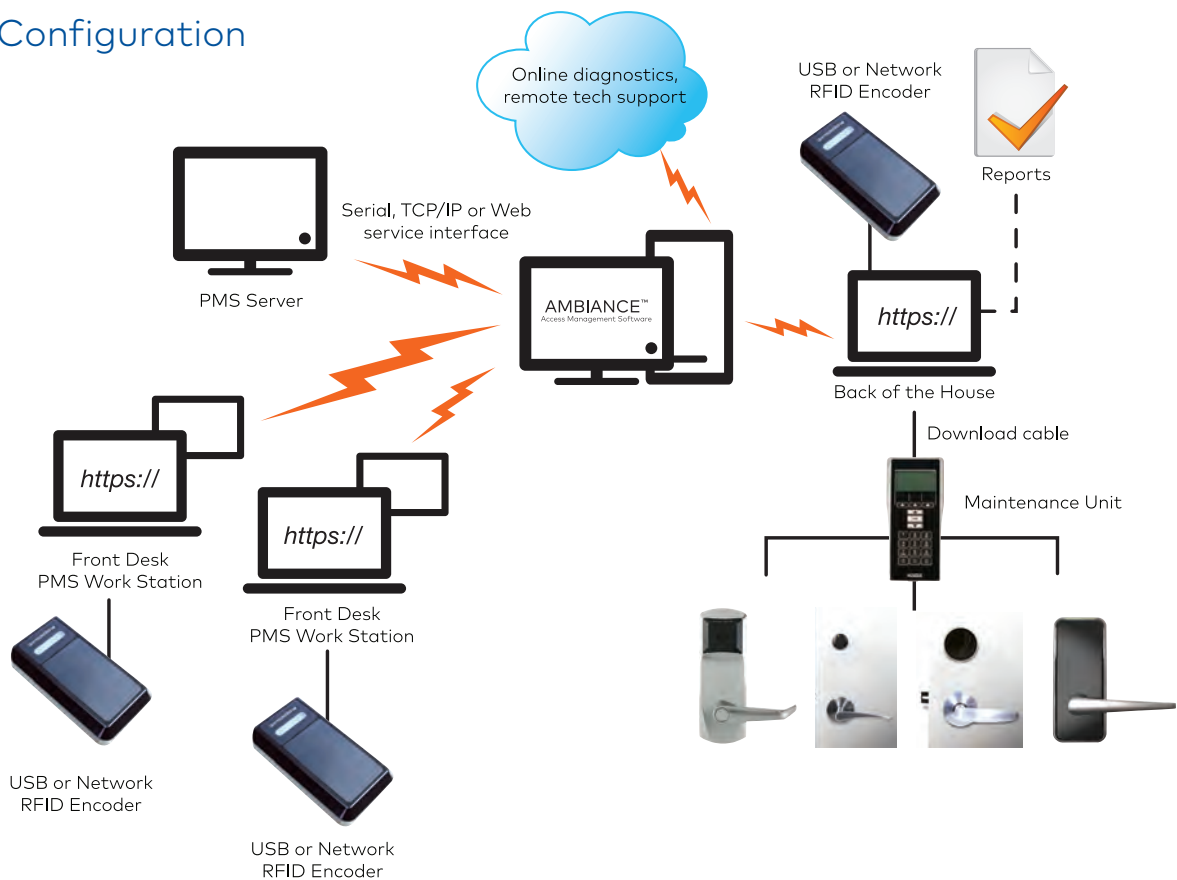 Configuration
Online diagnostics,
remote tech support
USB or Network
RFID Encoder
Reports
Serial, TCP/IP or Web
service interface
PMS Server
AMBIANCE™
Access Management Software
https://
Back of the House
Download cable
Maintenance Unit
https://
Front Desk
PMS Work Station
https://
Front Desk
PMS Work Station
USB or Network
RFID Encoder
USB or Network
RFID Encoder